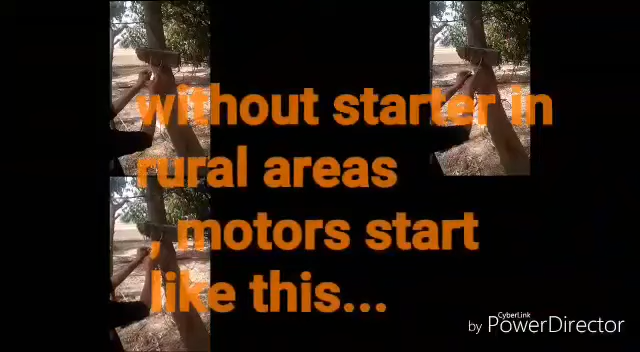 without starter in
rural areas
, motors start
like this...
CyberLink
by PowerDirector